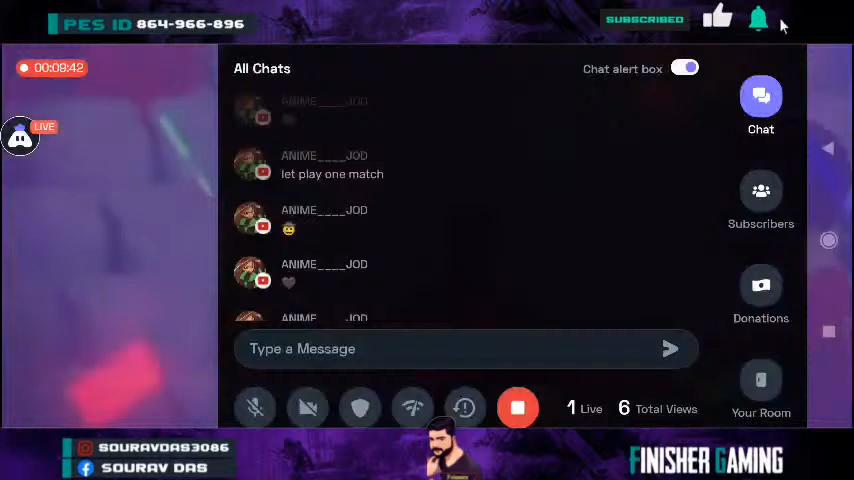 PES ID 864-966-896
SUBSCRIBED
00:09:42
All Chats
Chat alert box
LIVE
ANIME____JOD
ANIME____JOD
let play one match
ANIME____JOD
ANIME____JOD
ANIME____JOD
Type a Message
1 Live 6 Total Views
Chat
Subscribers
Donations
Your Room
SOURAVDAS3086
SOURAV DAS
FINISHER GAMING